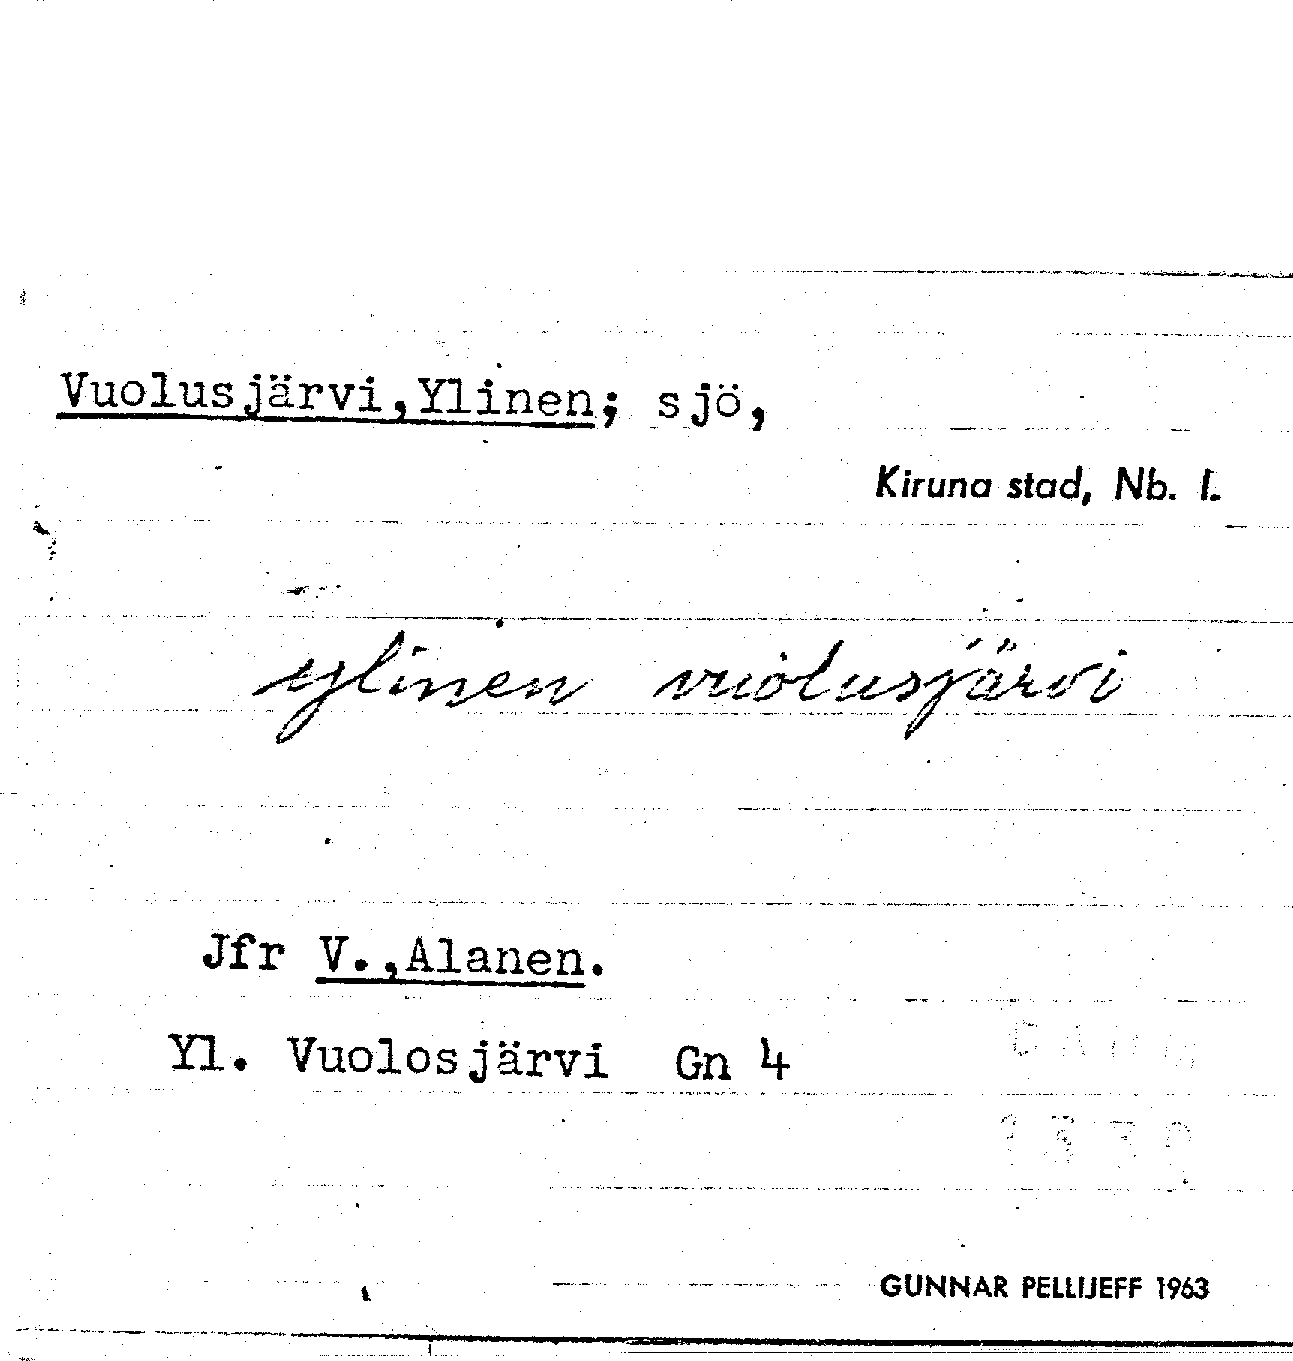 Vuolusjärvi,Ylinen; sjö,
Kiruna stad, Nb. l.
ylinen vuolusjärvi
Jfr V.,Alanen.
Yl. Vuolosjärvi Gn 4
GUNNAR PELLIJEFF 1963